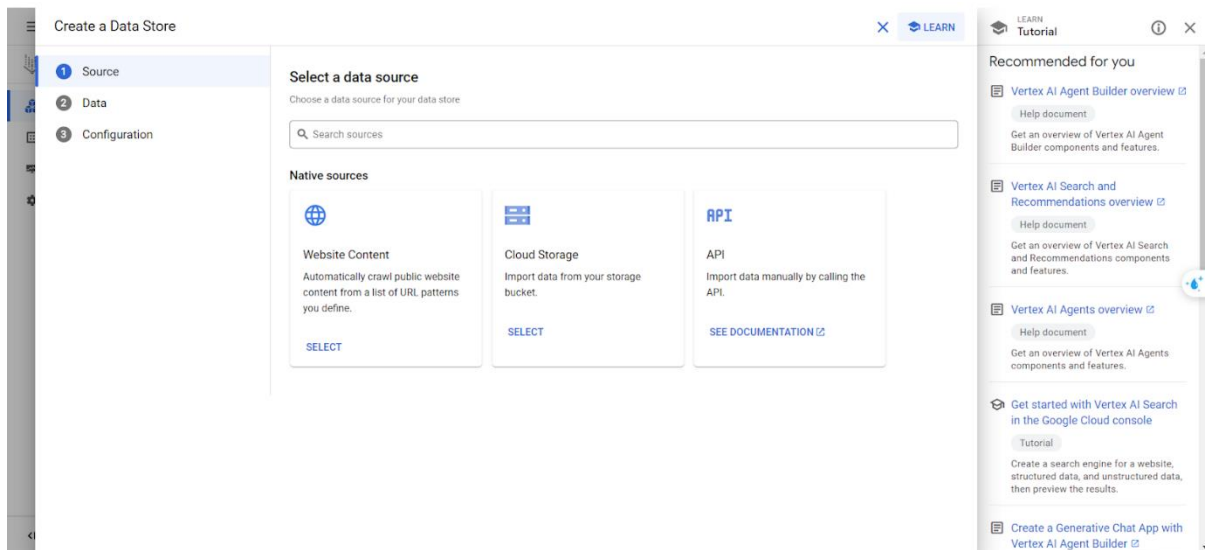 Create a Data Store
LEARN
1 Source
2 Data
3 Configuration
Select a data source
Choose a data source for your data store
Search sources
Native sources
Website Content
Automatically crawl public website
content from a list of URL patterns
you define.
SELECT
Cloud Storage
Import data from your storage
bucket.
SELECT
API
API
Import data manually by calling the
API.
SEE DOCUMENTATION
LEARN
Tutorial
Recommended for you
Vertex AI Agent Builder overview
Help document
Get an overview of Vertex AI Agent
Builder components and features.
Vertex AI Search and
Recommendations overview
Help document
Get an overview of Vertex AI Search
and Recommendations components
and features.
Vertex AI Agents overview
Help document
Get an overview of Vertex AI Agents
components and features.
Get started with Vertex AI Search
in the Google Cloud console
Tutorial
Create a search engine for a website,
structured data, and unstructured data,
then preview the results.
Create a Generative Chat App with
Vertex AI Agent Builder